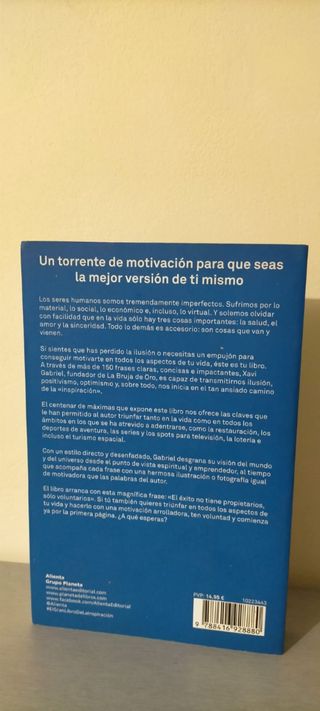 Un torrente de motivación para que seas
la mejor versión de ti mismo
Los seres humanos somos tremendamente imperfectos. Sufrimos por lo
material, lo social, lo económico e, incluso, lo virtual. Y solemos olvidar
con facilidad que en la vida sólo hay tres cosas importantes: la salud, el
amor y la sinceridad. Todo lo demás es accesorio: son cosas que van y
vienen.
Si sientes que has perdido la ilusión o necesitas un empujón para
conseguir motivarte en todos los aspectos de tu vida, éste es tu libro.
A través de más de 150 frases claras, concisas e impactantes, Xavi
Gabriel, fundador de La Bruja de Oro, es capaz de transmitirnos ilusión,
positivismo, optimismo y, sobre todo, nos inicia en el tan ansiado camino
de la «inspiración».
El centenar de máximas que expone este libro nos ofrece las claves que
le han permitido al autor triunfar tanto en la vida como en todos los
ámbitos en los que se ha atrevido a adentrarse, como la restauración, los
deportes de aventura, las series y los spots para televisión, la lotería e
incluso el turismo espacial.
Con un estilo directo y desenfadado, Gabriel desgrana su visión del mundo
y del universo desde el punto de vista espiritual y emprendedor, al tiempo
que acompaña cada frase con una hermosa ilustración o fotografía igual
de motivadora que las palabras del autor.
El libro arranca con esta magnífica frase: «El éxito no tiene propietarios,
sólo voluntarios». Si tú también quieres triunfar en todos los aspectos de
tu vida y hacerlo con una motivación arrolladora, ten voluntad y comienza
ya por la primera página. ¿A qué esperas?
Alienta
Grupo Planeta
www.alientaeditorial.com
www.planetadelibros.com
www.facebook.com/AlientaEditorial
@Alienta
#ElGranLibroDeLaInspiración
PVP: 14,95 €
10223443
9 788416 928880